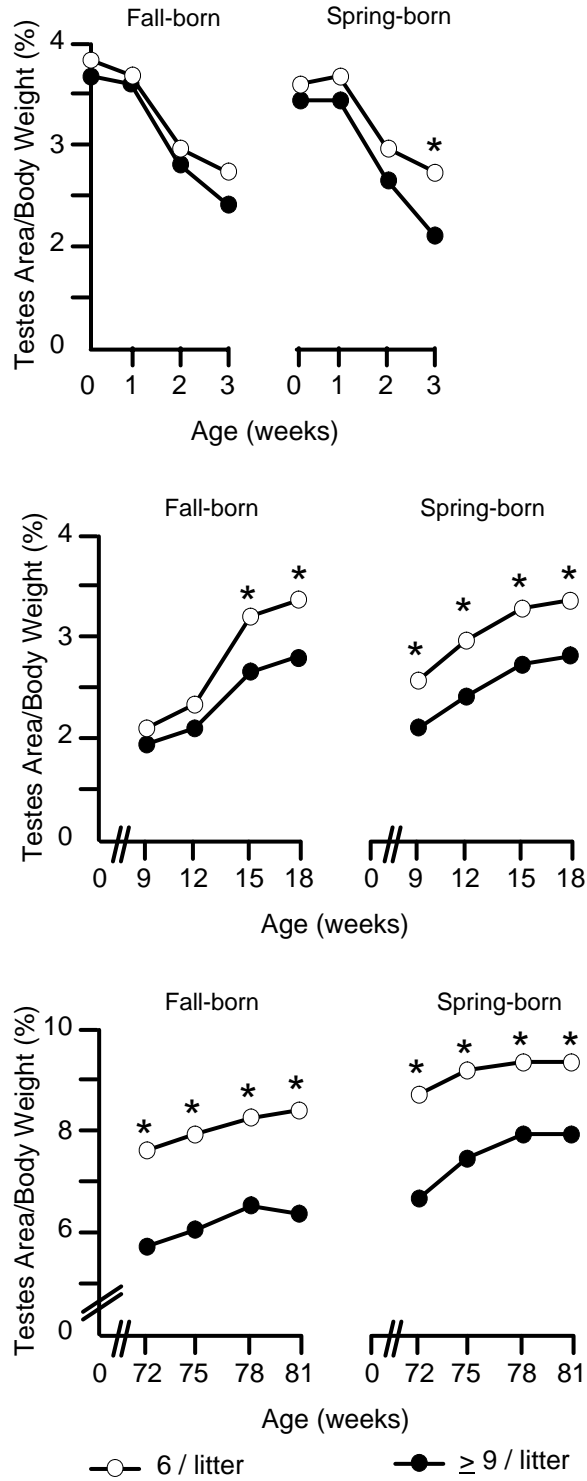 Fall-born Spring-born
Testes Area/Body Weight (%)
4
3
2
0
0 1 2 3 0 1 2 3
*
Age (weeks)
Fall-born Spring-born
Testes Area/Body Weight (%)
4
3
2
0
* * * * * *
0 9 12 15 18 0 9 12 15 18
Age (weeks)
Fall-born Spring-born
Testes Area/Body Weight (%)
10
8
6
0
* * * * * * * *
0 72 75 78 81 0 72 75 78 81
Age (weeks)
6 / litter ≥ 9 / litter